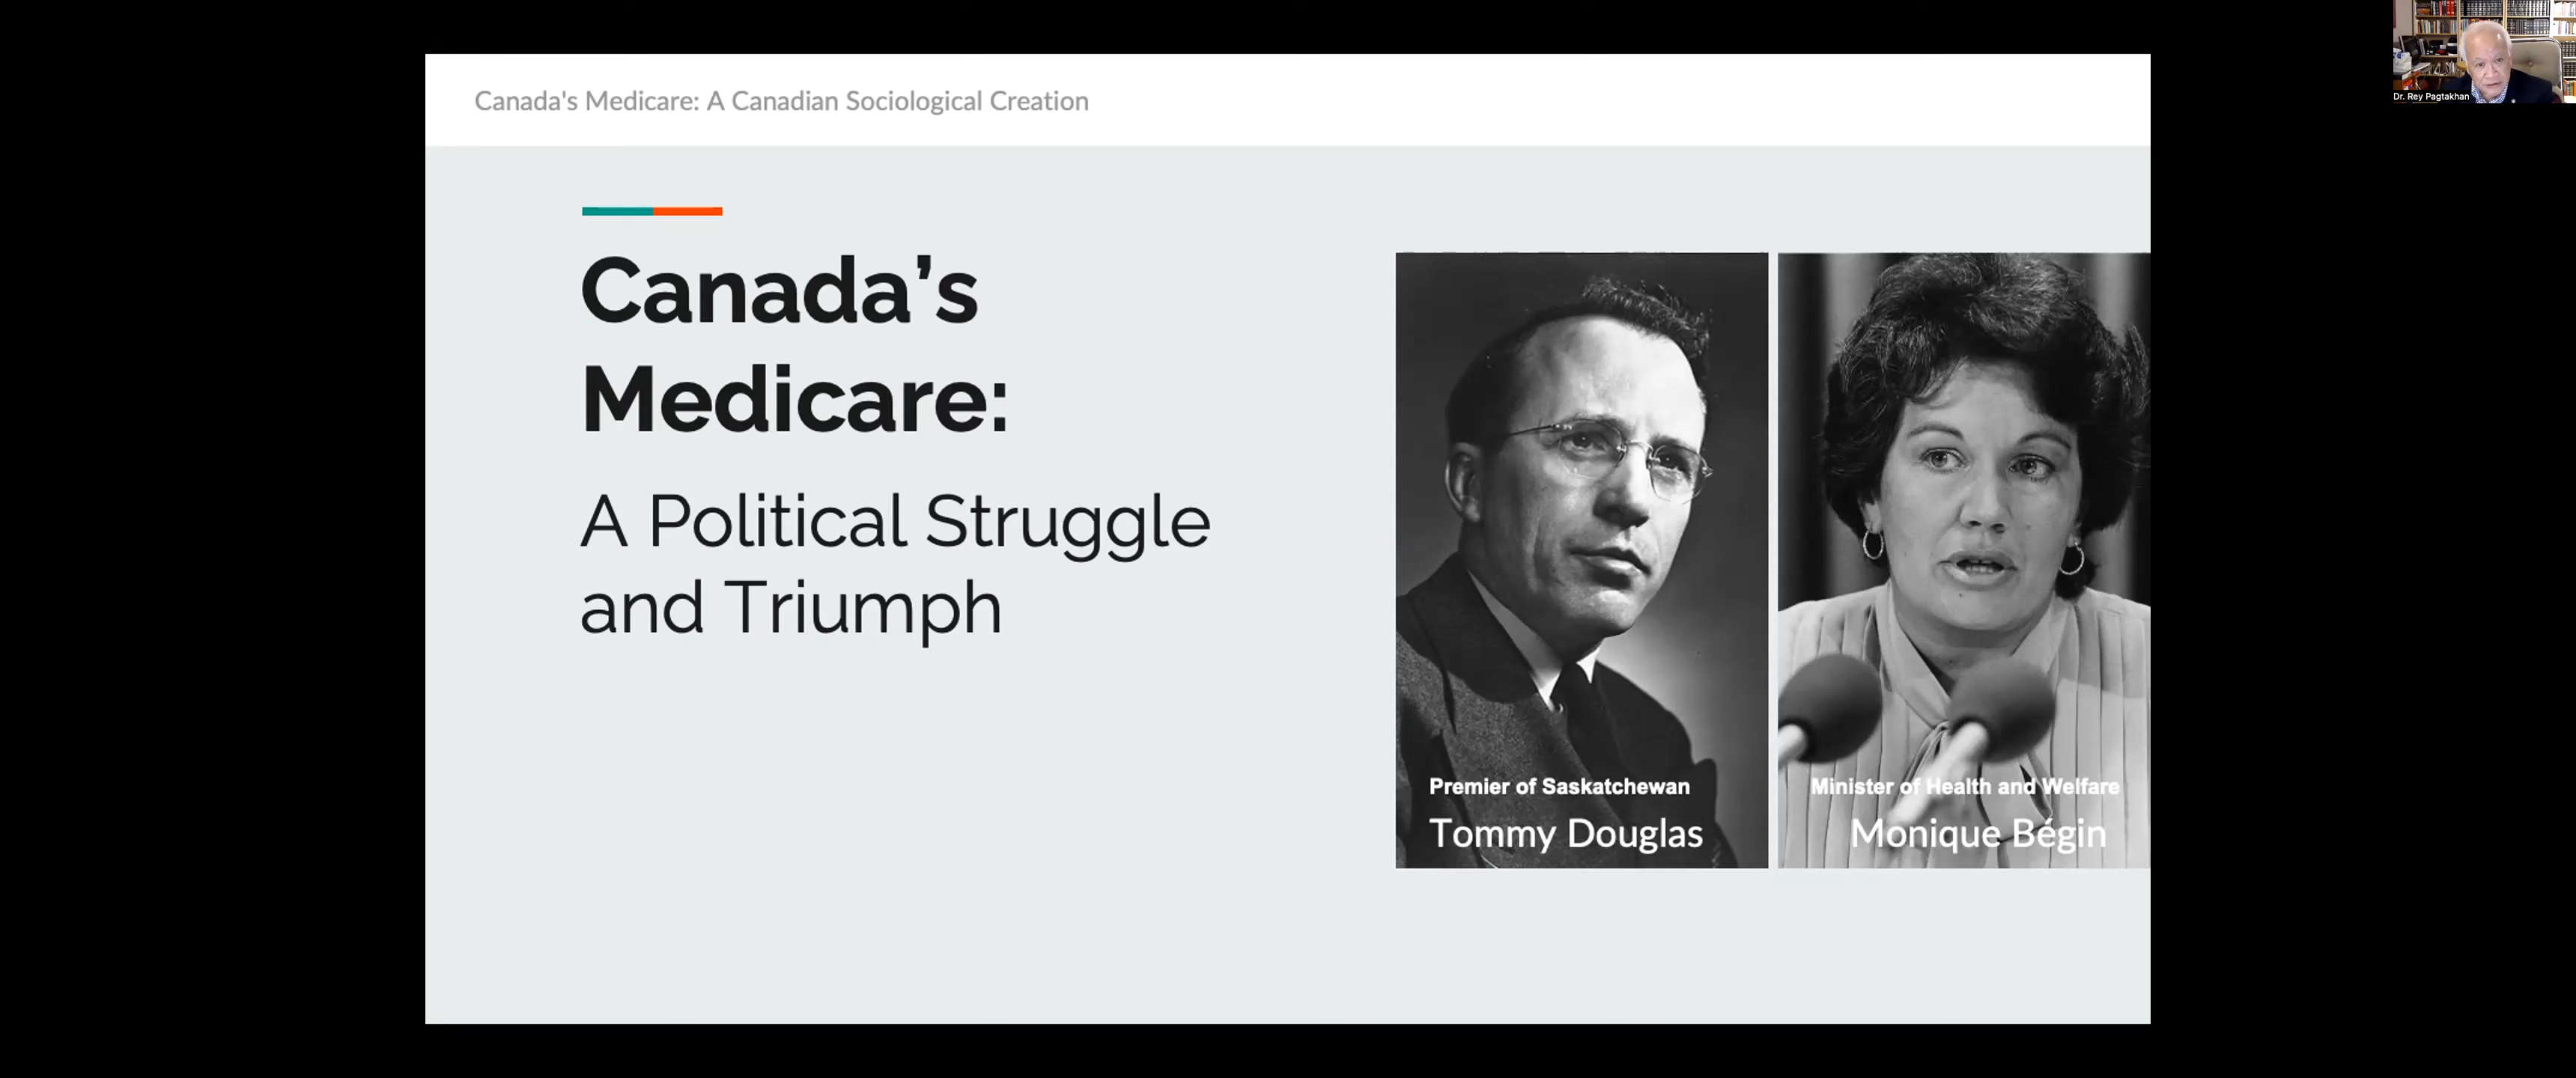 Canada's Medicare: A Canadian Sociological Creation
Canada’s
Medicare:
A Political Struggle
and Triumph
Premier of Saskatchewan
Tommy Douglas
Minister of Health and Welfare
Monique Bégin
Dr. Rey Pagtakhan